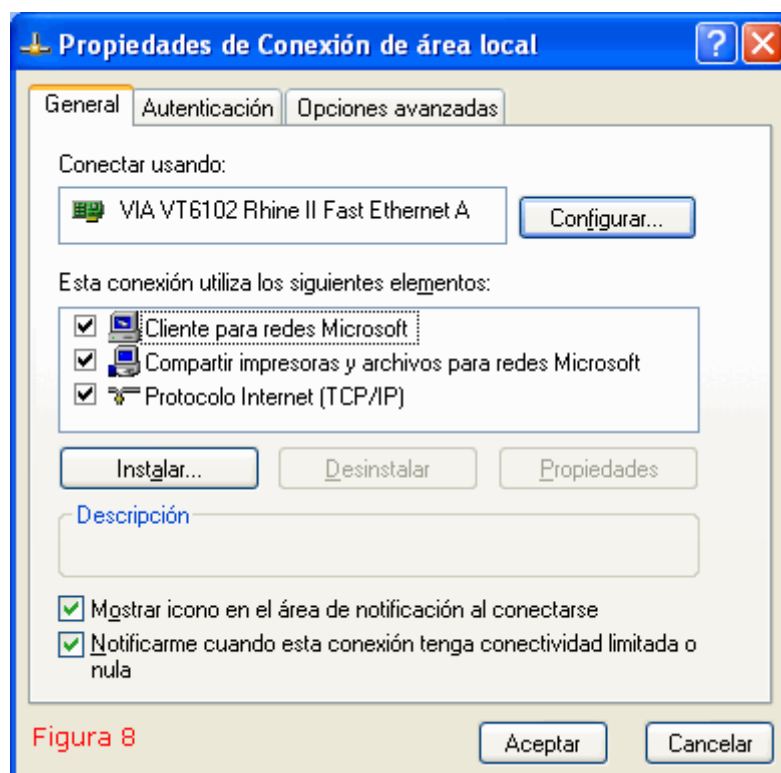 Propiedades de Conexión de área local
General
Autenticación
Opciones avanzadas
Conectar usando:
VIA VT6102 Rhine II Fast Ethernet A
Configurar...
Esta conexión utiliza los siguientes elementos:
Cliente para redes Microsoft
Compartir impresoras y archivos para redes Microsoft
Protocolo Internet (TCP/IP)
Instalar...
Desinstalar
Propiedades
Descripción
Mostrar icono en el área de notificación al conectarse
Notificarme cuando esta conexión tenga conectividad limitada o
nula
Figura 8
Aceptar
Cancelar